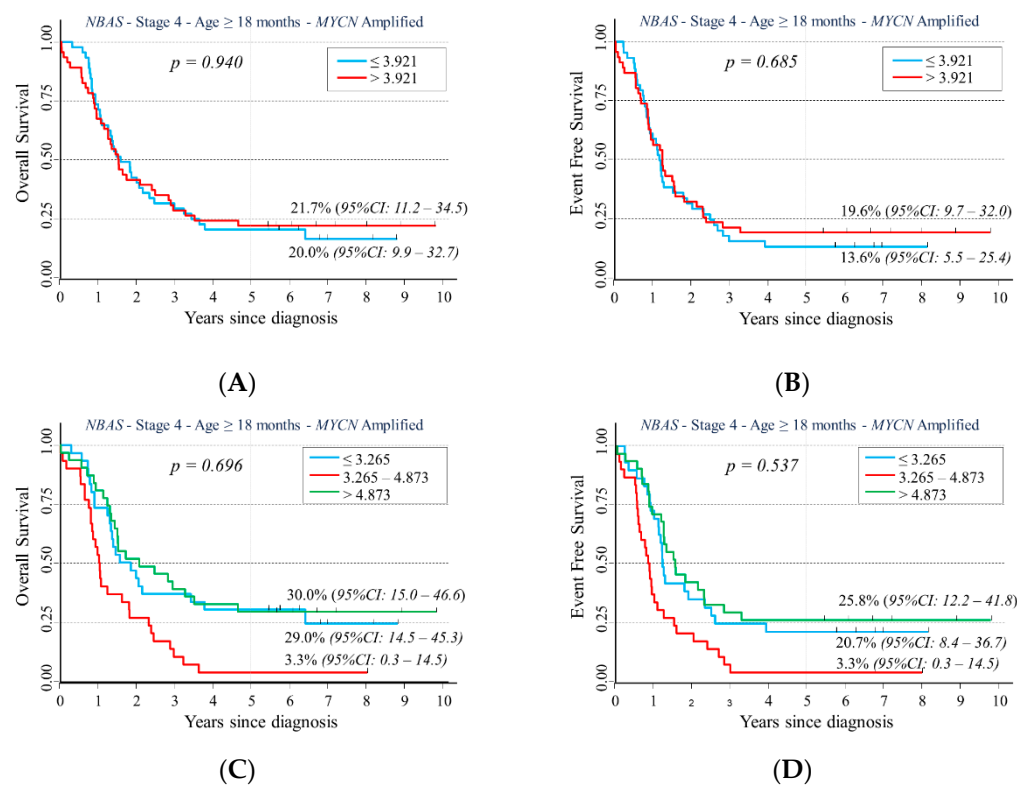 NBAS - Stage 4 - Age ≥ 18 months - MYCN Amplified
Overall Survival
1.00
0.75
0.50
0.25
0.00
p = 0.940
≤ 3.921
> 3.921
21.7% (95%CI: 11.2 – 34.5)
20.0% (95%CI: 9.9 – 32.7)
0 1 2 3 4 5 6 7 8 9 10
Years since diagnosis
(A)
NBAS - Stage 4 - Age ≥ 18 months - MYCN Amplified
Event Free Survival
1.00
0.75
0.50
0.25
0.00
p = 0.685
≤ 3.921
> 3.921
19.6% (95%CI: 9.7 – 32.0)
13.6% (95%CI: 5.5 – 25.4)
0 1 2 3 4 5 6 7 8 9 10
Years since diagnosis
(B)
NBAS - Stage 4 - Age ≥ 18 months - MYCN Amplified
Overall Survival
1.00
0.75
0.50
0.25
0.00
p = 0.696
≤ 3.265
3.265 – 4.873
> 4.873
30.0% (95%CI: 15.0 – 46.6)
29.0% (95%CI: 14.5 – 45.3)
3.3% (95%CI: 0.3 – 14.5)
0 1 2 3 4 5 6 7 8 9 10
Years since diagnosis
(C)
NBAS - Stage 4 - Age ≥ 18 months - MYCN Amplified
Event Free Survival
1.00
0.75
0.50
0.25
0.00
p = 0.537
≤ 3.265
3.265 – 4.873
> 4.873
25.8% (95%CI: 12.2 – 41.8)
20.7% (95%CI: 8.4 – 36.7)
3.3% (95%CI: 0.3 – 14.5)
0 1 2 3 4 5 6 7 8 9 10
Years since diagnosis
(D)